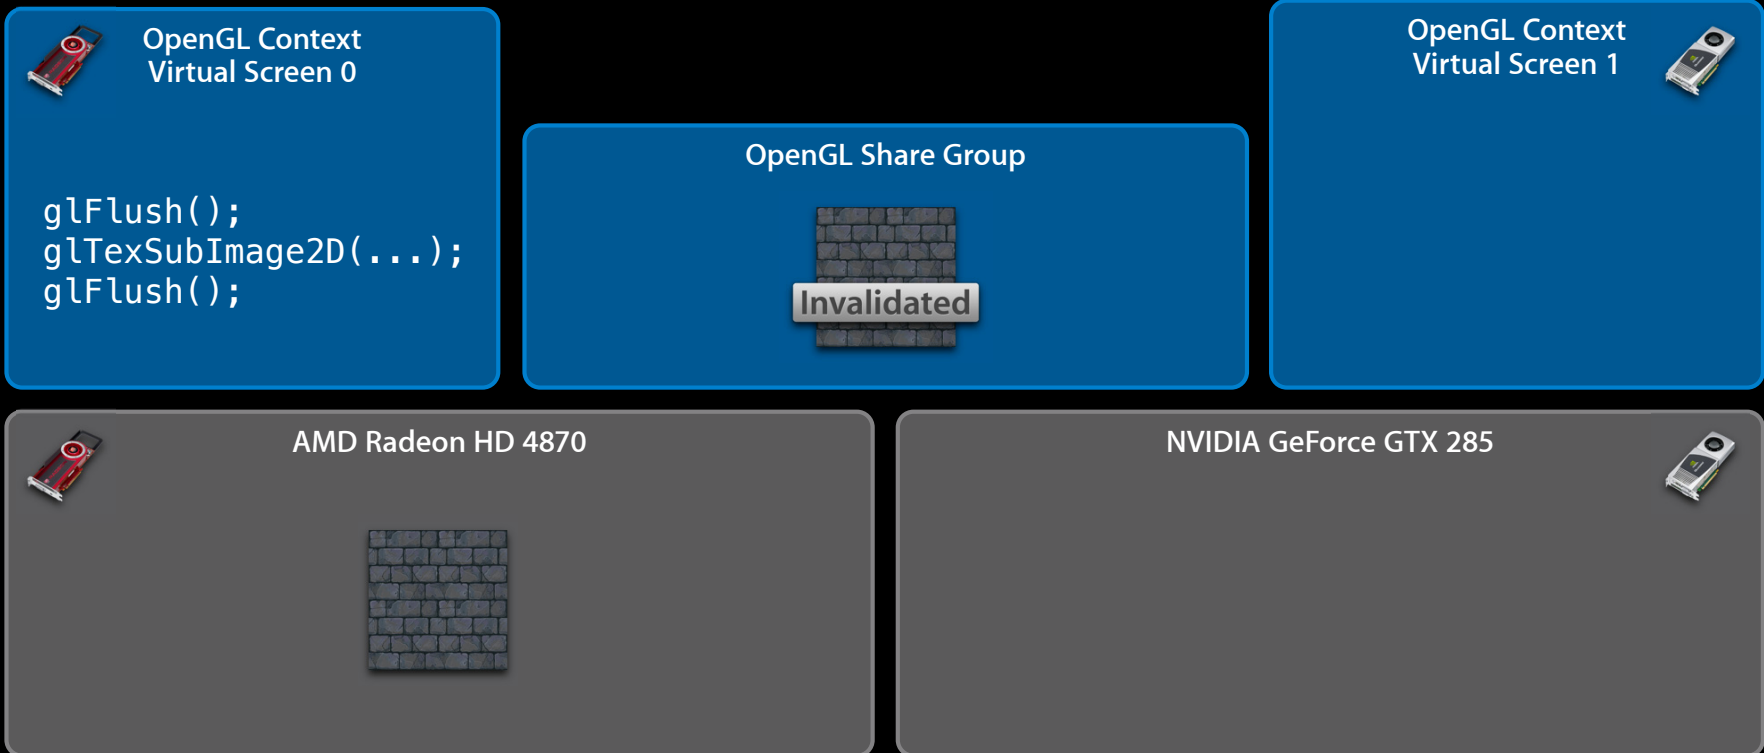 OpenGL Context
Virtual Screen 0
glFlush();
glTexSubImage2D(...);
glFlush();
OpenGL Share Group
Invalidated
OpenGL Context
Virtual Screen 1
AMD Radeon HD 4870
NVIDIA GeForce GTX 285